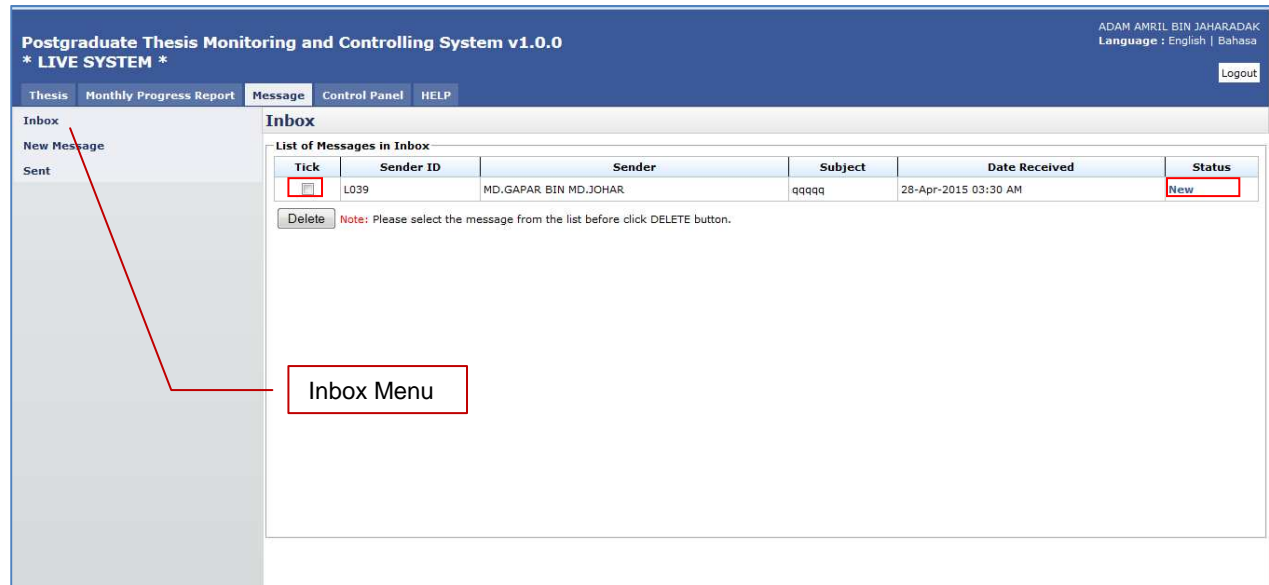 ADAM AMRIL BIN JAHARADAK
Language : English | Bahasa
Postgraduate Thesis Monitoring and Controlling System v1.0.0
* LIVE SYSTEM *
Logout
Thesis Monthly Progress Report Message Control Panel HELP
Inbox
New Message
Sent
Inbox
List of Messages in Inbox
Tick Sender ID Sender Subject Date Received Status
L039 MD.GAPAR BIN MD.JOHAR qqqqq 28-Apr-2015 03:30 AM New
Delete Note: Please select the message from the list before click DELETE button.
Inbox Menu